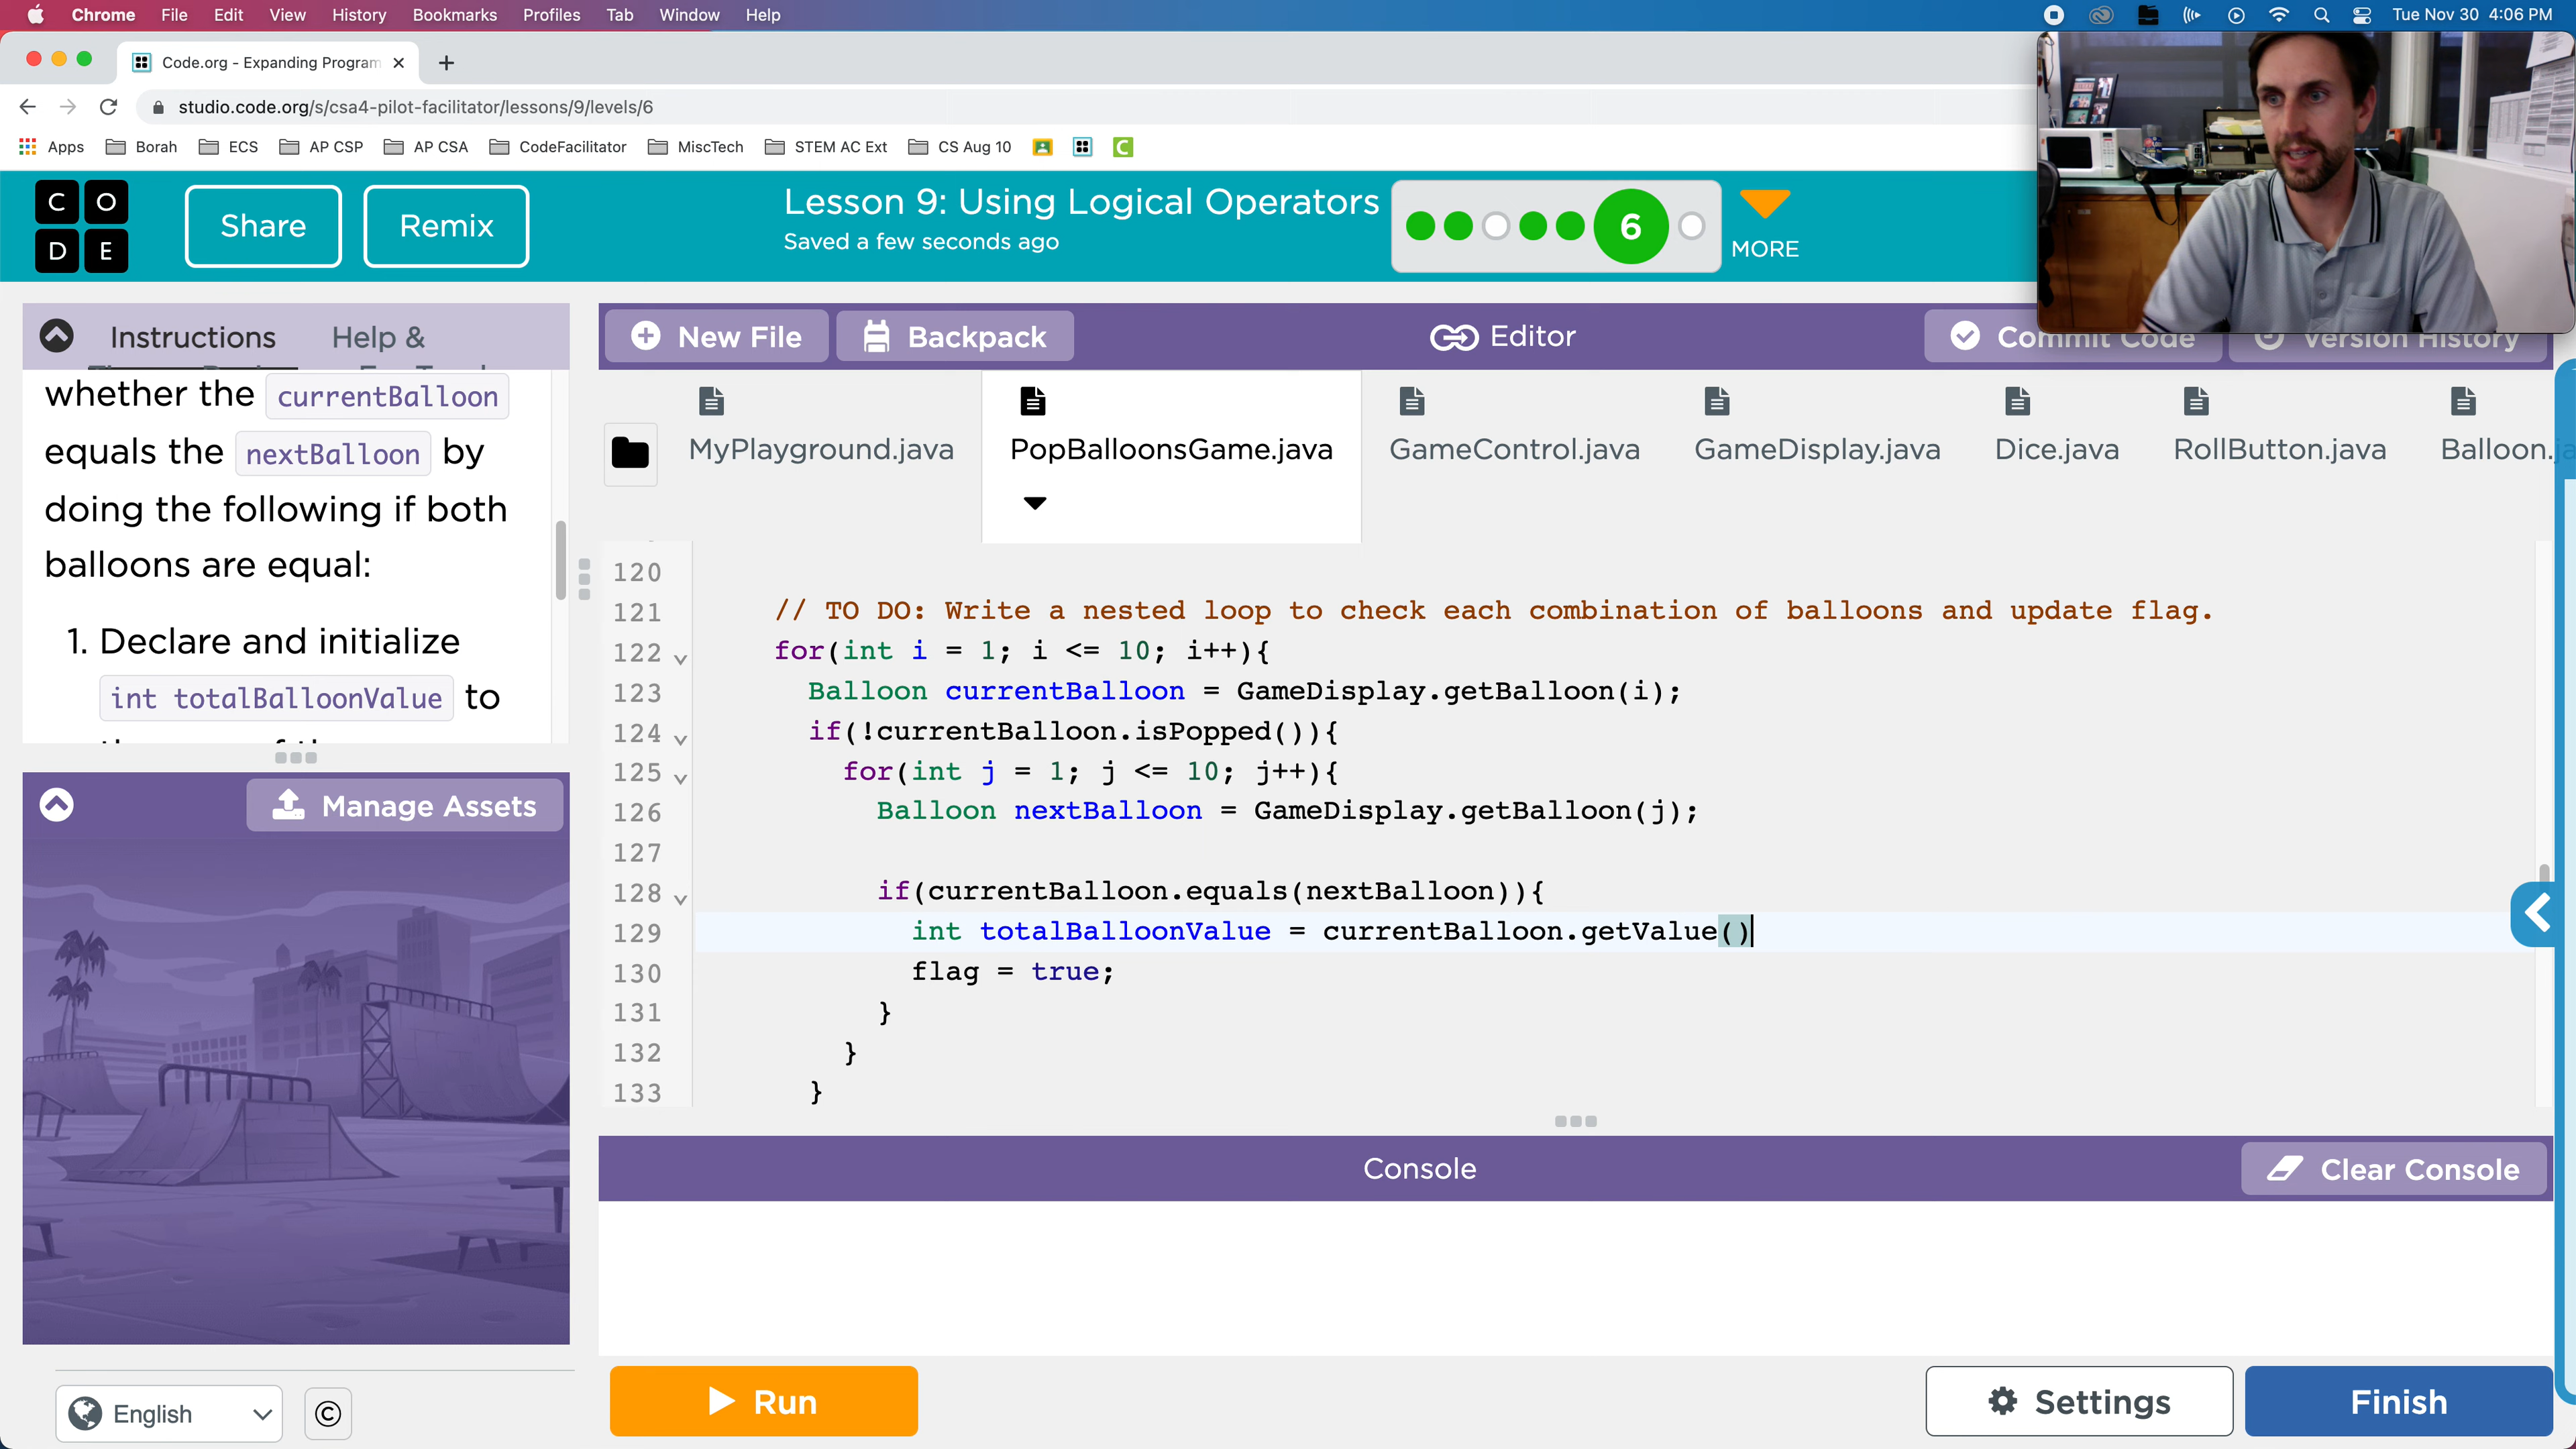 Chrome File Edit View History Bookmarks Profiles Tab Window Help Tue Nov 30 4:06 PM
Code.org - Expanding Program
studio.code.org/s/csa4-pilot-facilitator/lessons/9/levels/6
Apps Borah ECS AP CSP AP CSA CodeFacilitator MiscTech STEM AC Ext CS Aug 10 C
C O
D E
Share Remix
Lesson 9: Using Logical Operators
Saved a few seconds ago
6
MORE
Instructions Help &
whether the currentBalloon
equals the nextBalloon by
doing the following if both
balloons are equal:
1. Declare and initialize
int totalBalloonValue to
Manage Assets
English
©
New File Backpack Editor Commit Code Version History
MyPlayground.java PopBalloonsGame.java GameControl.java GameDisplay.java Dice.java RollButton.java Balloon.ja
120
121 // TO DO: Write a nested loop to check each combination of balloons and update flag.
122 for(int i = 1; i <= 10; i++){
123 Balloon currentBalloon = GameDisplay.getBalloon(i);
124 if(!currentBalloon.isPopped()){
125 for(int j = 1; j <= 10; j++){
126 Balloon nextBalloon = GameDisplay.getBalloon(j);
127
128 if(currentBalloon.equals(nextBalloon)){
129 int totalBalloonValue = currentBalloon.getValue()
130 flag = true;
131 }
132 }
133 }
Console
Clear Console
Run
Settings
Finish